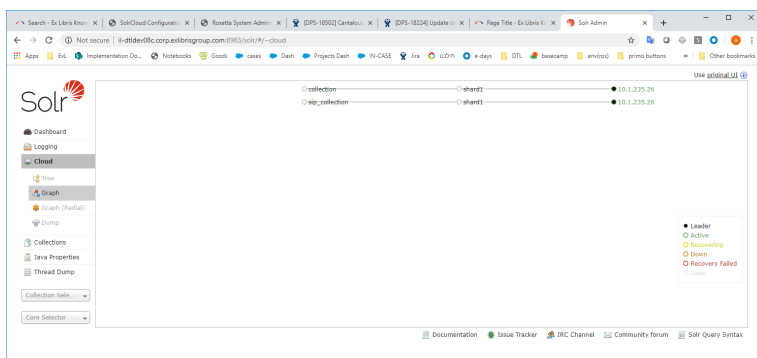 Search - Ex Libris Know
SolrCloud Configuratio
Rosetta System Admin
[DPS-18502] Cantalou
[DPS-18224] Update d
Page Title - Ex Libris Kn
Solr Admin
Not secure | il-dtldev08c.corp.exlibrisgroup.com:8983/solr/#/~cloud
Apps ExL Implementation Do... Notebooks Goodi cases Dash Projects Dash IN-CASE Jira חילנט e-days OTL basecamp env(ros) primo buttons » Other bookmarks
Use original UI
Solr
collection shard1 10.1.235.26
sip_collection shard1 10.1.235.26
Dashboard
Logging
Cloud
Tree
Graph
Graph (Radial)
Dump
Collections
Java Properties
Thread Dump
Collection Sele...
Core Selector
Leader
Active
Recovering
Down
Recovery Failed
Gone
Documentation Issue Tracker IRC Channel Community forum Solr Query Syntax